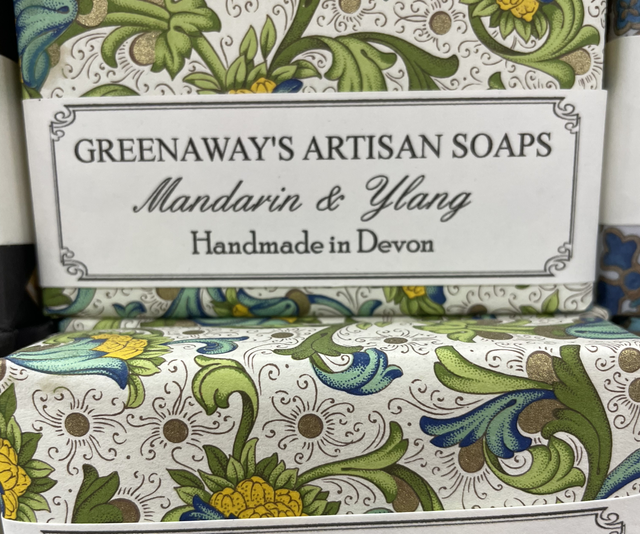 GREENAWAY'S ARTISAN SOAPS
Mandarin & Ylang
Handmade in Devon